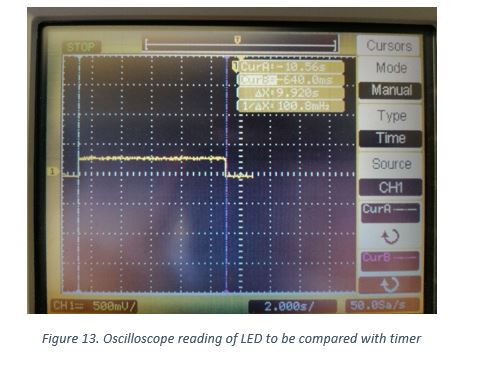 STOP
T
Cursors
CurA:-10.56s
CurB:-640.0ms
ΔX:9.920s
1/ΔX:100.8mHz
Mode
Manual
Type
Time
Source
CH1
CurA
CurB
1
CH1= 500mV/
2.000s/
50.0Sa/s
Figure 13. Oscilloscope reading of LED to be compared with timer